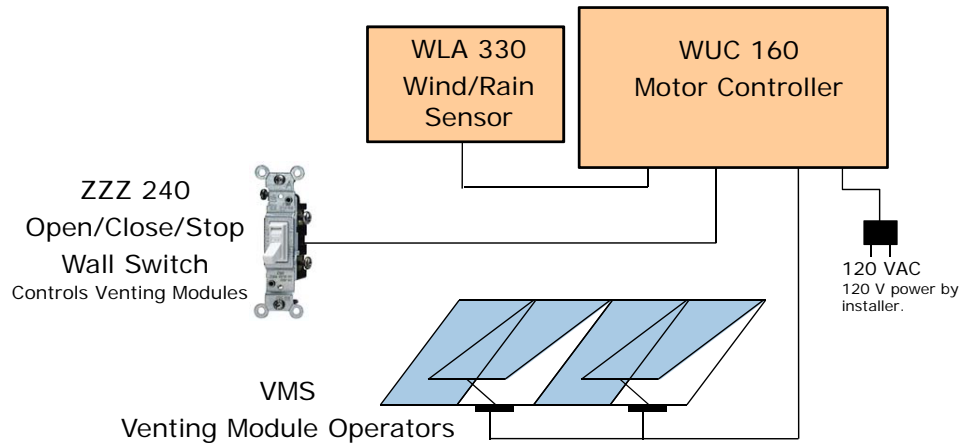 WLA 330
Wind/Rain
Sensor
WUC 160
Motor Controller
ZZZ 240
Open/Close/Stop
Wall Switch
Controls Venting Modules
120 VAC
120 V power by
installer.
VMS
Venting Module Operators